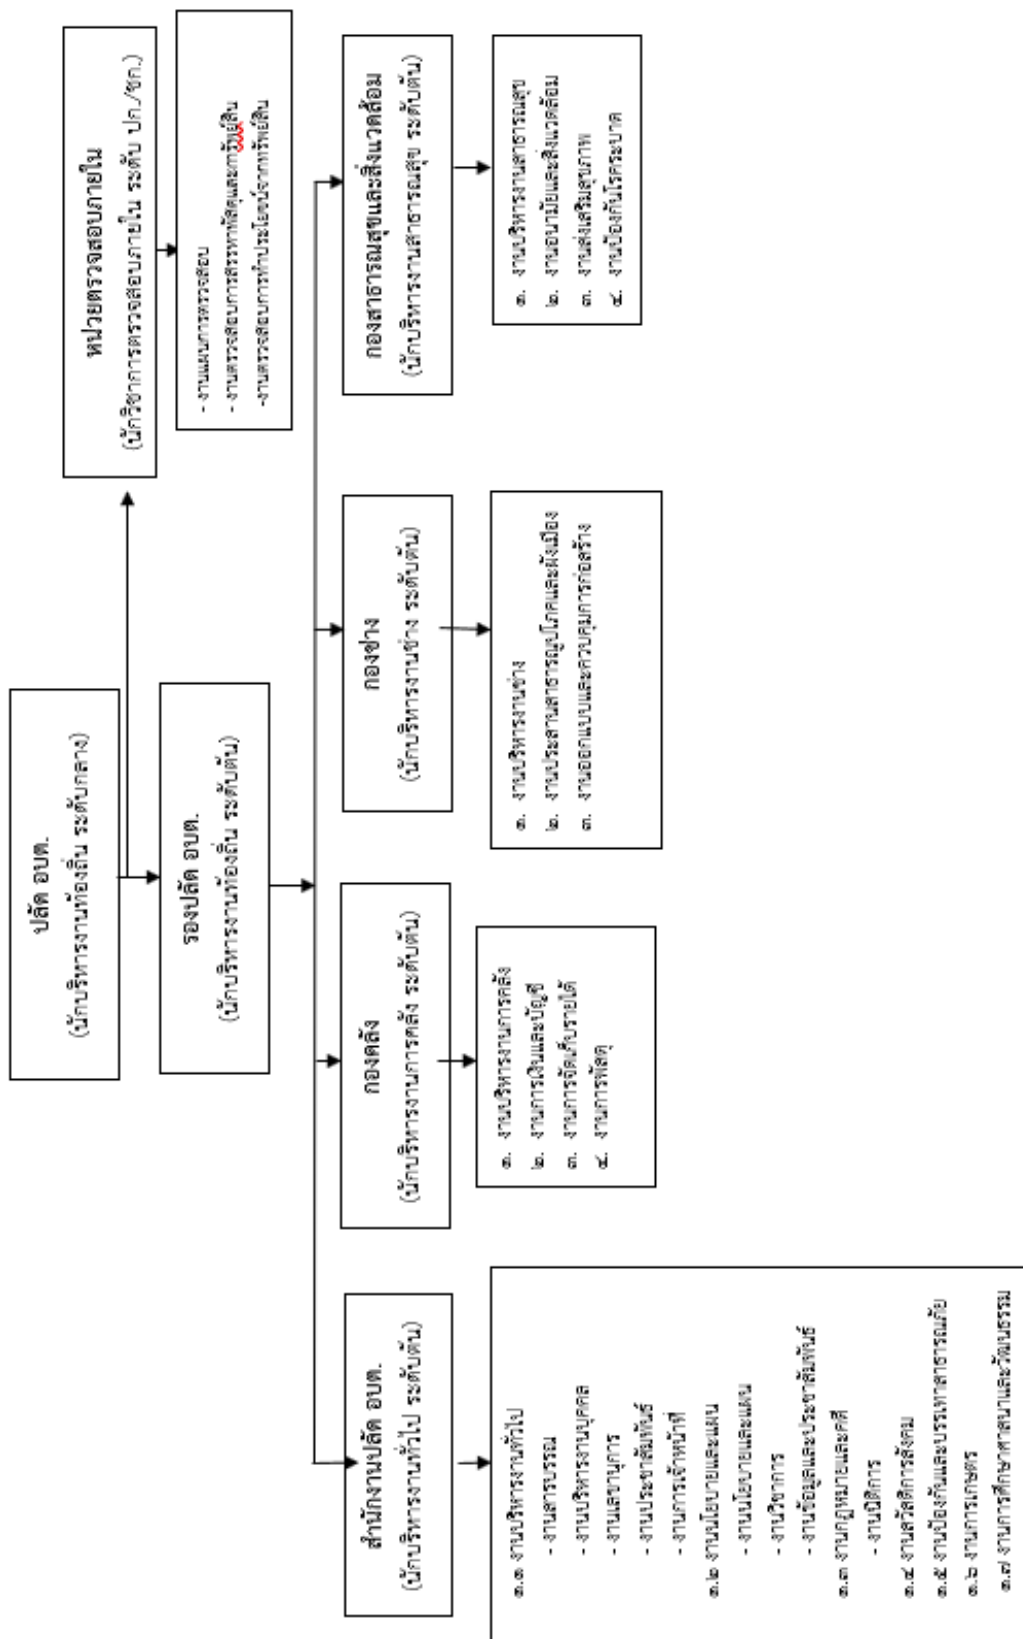 ปลัด อบต.
(นักบริหารงานท้องถิ่น ระดับกลาง)
หน่วยตรวจสอบภายใน
(นักวิชาการตรวจสอบภายใน ระดับ ปก./ชก.)
- งานแผนการตรวจสอบ
- งานตรวจสอบการสรรหาพัสดุและทรัพย์สิน
-งานตรวจสอบการทำประโยชน์จากทรัพย์สิน
รองปลัด อบต.
(นักบริหารงานท้องถิ่น ระดับต้น)
สำนักงานปลัด อบต.
(นักบริหารงานทั่วไป ระดับต้น)
๑.๑ งานบริหารงานทั่วไป
- งานสารบรรณ
- งานบริหารงานบุคคล
- งานเลขานุการ
- งานประชาสัมพันธ์
- งานการเจ้าหน้าที่
๑.๒ งานนโยบายและแผน
- งานนโยบายและแผน
- งานวิชาการ
- งานข้อมูลและประชาสัมพันธ์
๑.๓ งานกฎหมายและคดี
- งานนิติการ
๑.๔ งานสวัสดิการสังคม
๑.๕ งานป้องกันและบรรเทาสาธารณภัย
๑.๖ งานการเกษตร
๑.๗ งานการศึกษาศาสนาและวัฒนธรรม
กองคลัง
(นักบริหารงานการคลัง ระดับต้น)
๑. งานบริหารงานการคลัง
๒. งานการเงินและบัญชี
๓. งานการจัดเก็บรายได้
๔. งานการพัสดุ
กองช่าง
(นักบริหารงานช่าง ระดับต้น)
๑. งานบริหารงานช่าง
๒. งานประสานสาธารณูปโภคและผังเมือง
๓. งานออกแบบและควบคุมการก่อสร้าง
กองสาธารณสุขและสิ่งแวดล้อม
(นักบริหารงานสาธารณสุข ระดับต้น)
๑. งานบริหารงานสาธารณสุข
๒. งานอนามัยและสิ่งแวดล้อม
๓. งานส่งเสริมสุขภาพ
๔. งานป้องกันโรคระบาด